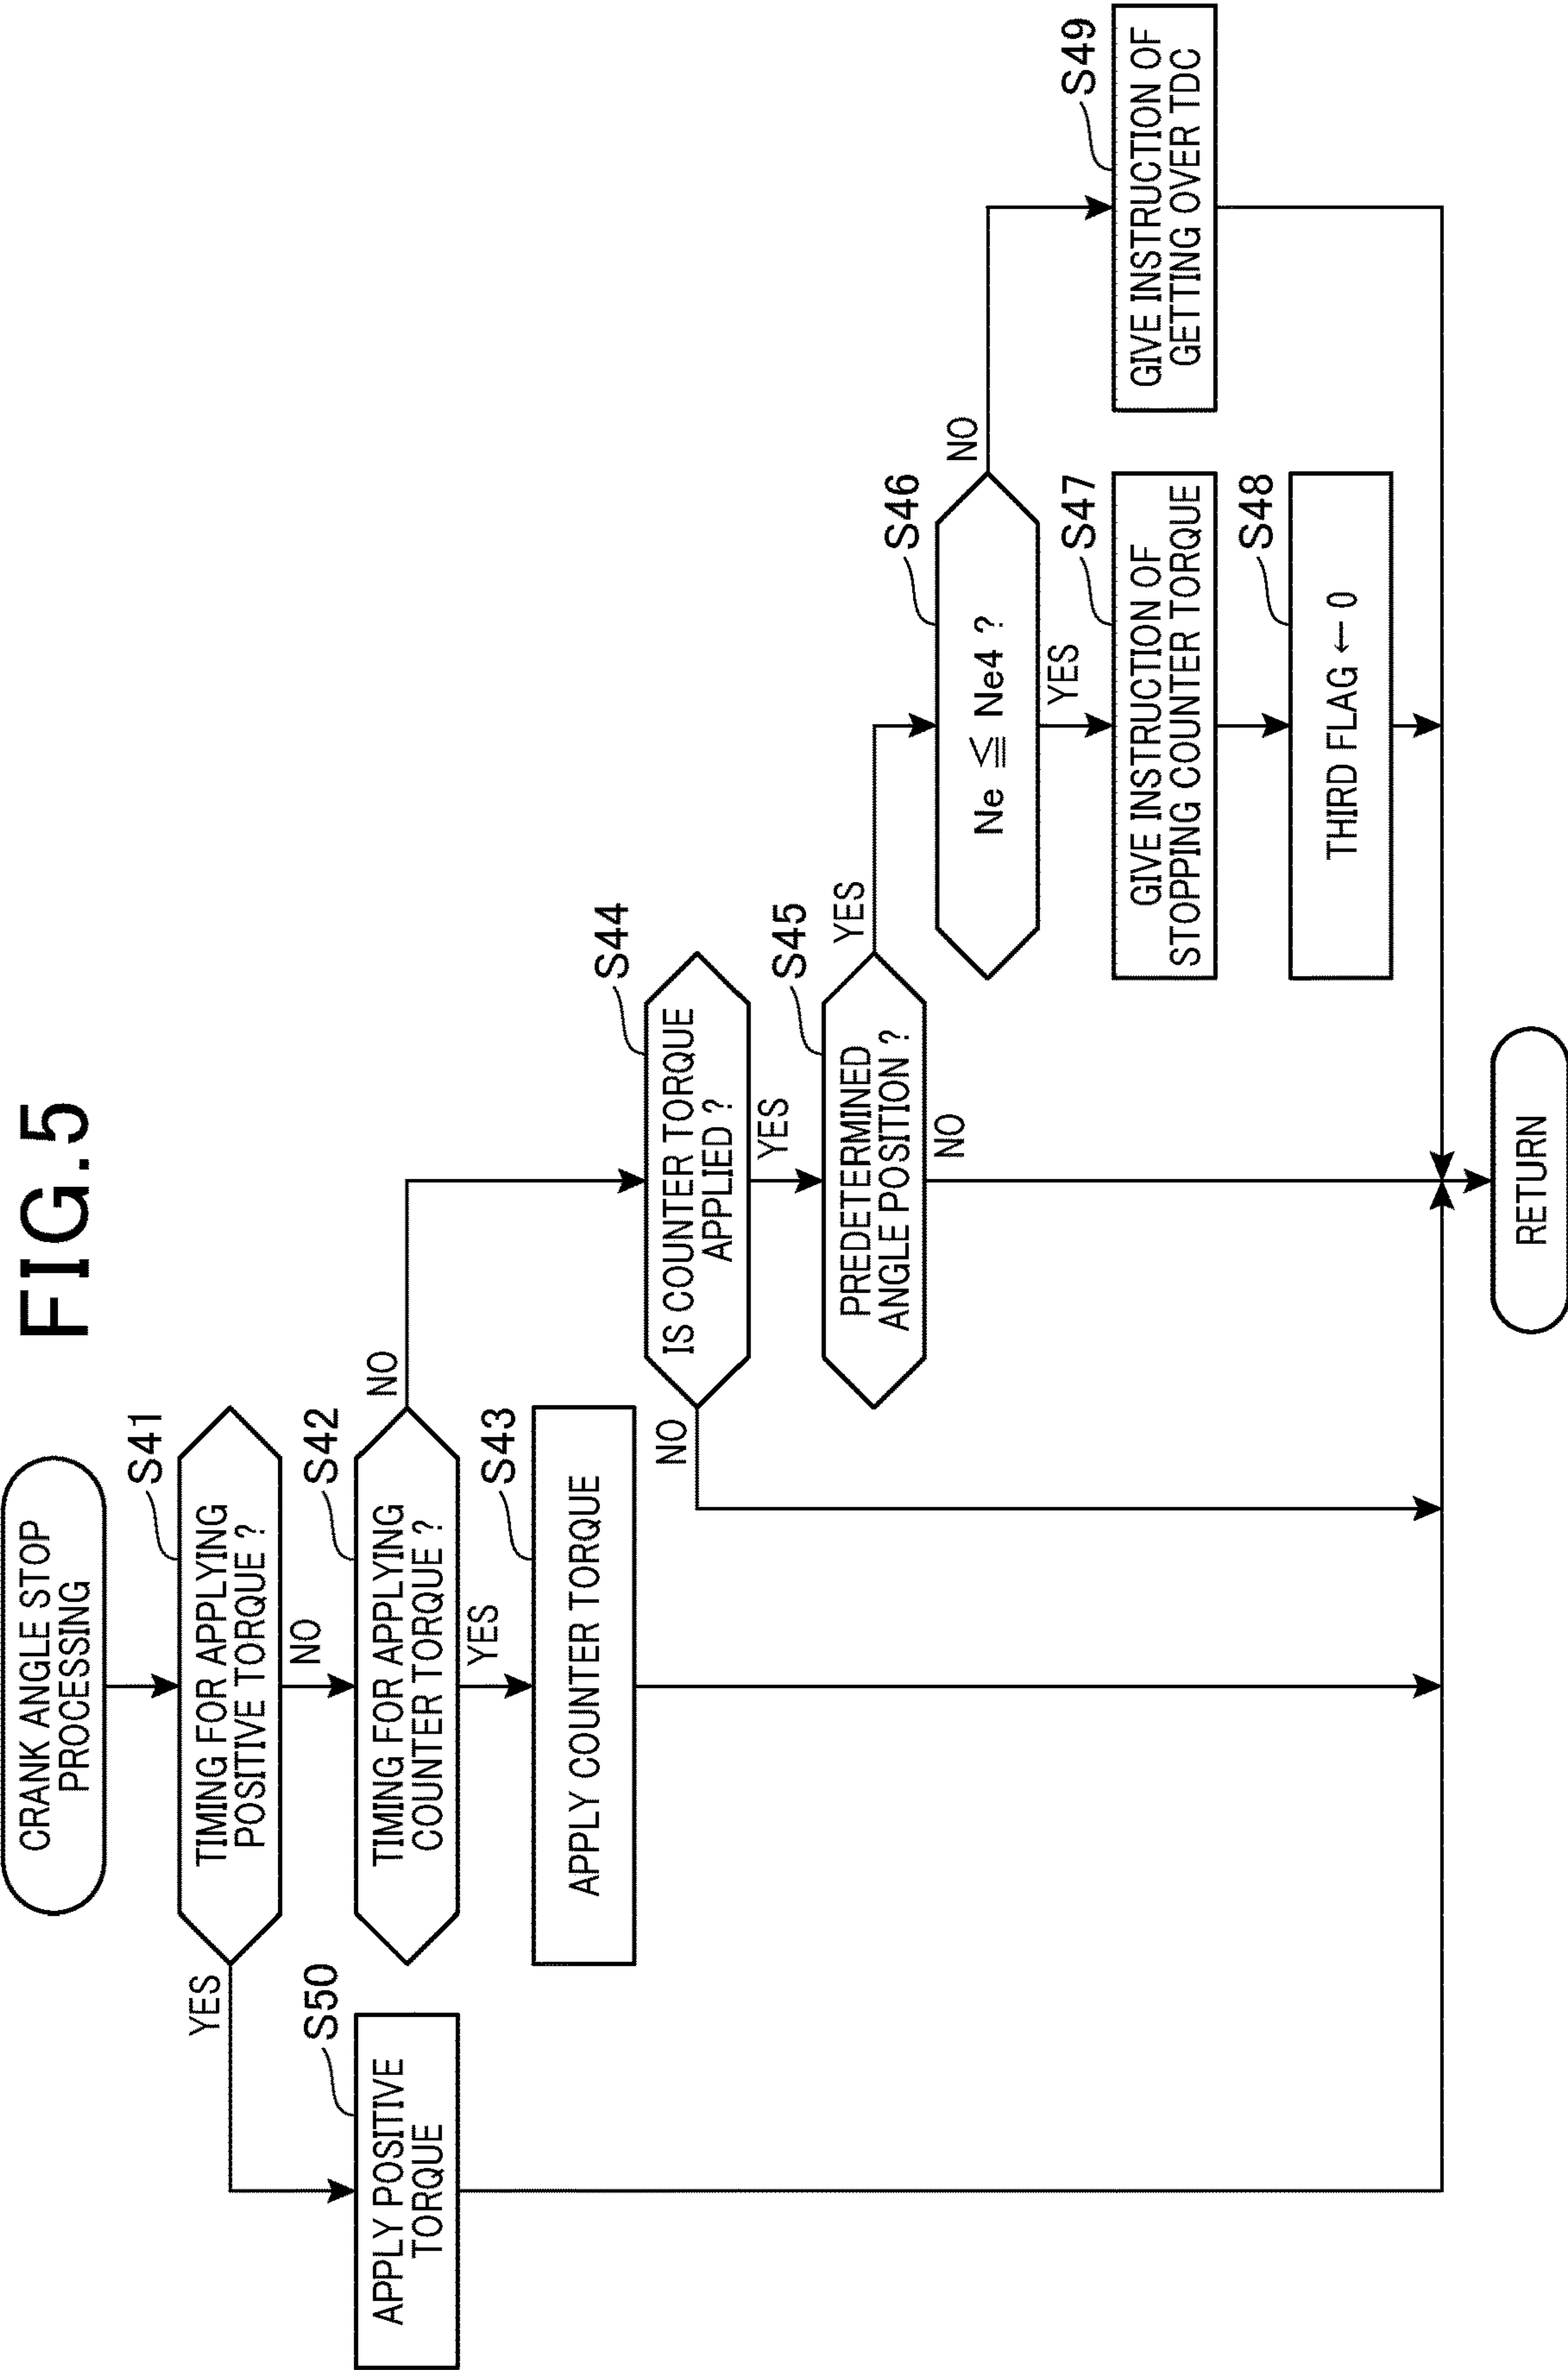 FIG.5
CRANK ANGLE STOP
PROCESSING
S41
TIMING FOR APPLYING
POSITIVE TORQUE ?
YES
NO
S50
APPLY POSITIVE
TORQUE
S42
TIMING FOR APPLYING
COUNTER TORQUE ?
NO
YES
S43
APPLY COUNTER TORQUE
S44
IS COUNTER TORQUE
APPLIED ?
NO
YES
S45
PREDETERMINED
ANGLE POSITION ?
YES
NO
S46
Ne ≦ Ne4 ?
NO
YES
S47
GIVE INSTRUCTION OF
STOPPING COUNTER TORQUE
S48
THIRD FLAG ← 0
S49
GIVE INSTRUCTION OF
GETTING OVER TDC
RETURN